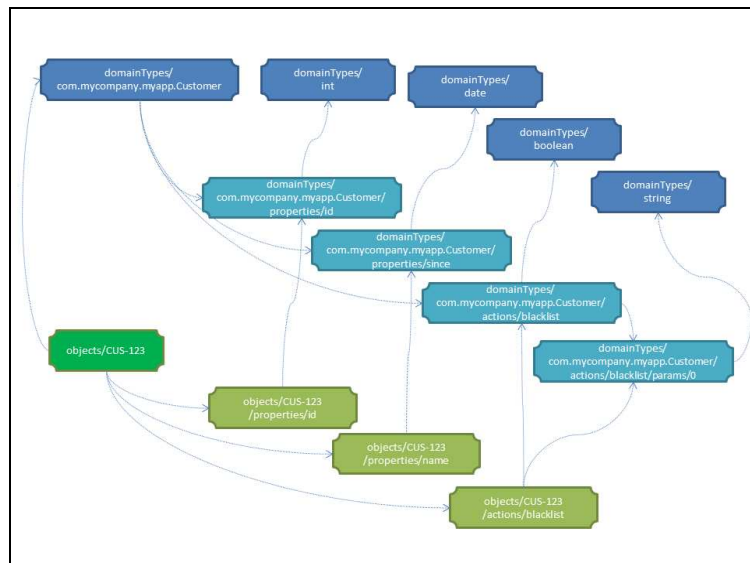 domainTypes/
com.mycompany.myapp.Customer
domainTypes/
int
domainTypes/
date
domainTypes/
boolean
domainTypes/
com.mycompany.myapp.Customer/
properties/id
domainTypes/
string
domainTypes/
com.mycompany.myapp.Customer/
properties/since
domainTypes/
com.mycompany.myapp.Customer/
actions/blacklist
objects/CUS-123
domainTypes/
com.mycompany.myapp.Customer/
actions/blacklist/params/0
objects/CUS-123
/properties/id
objects/CUS-123
/properties/name
objects/CUS-123
/actions/blacklist